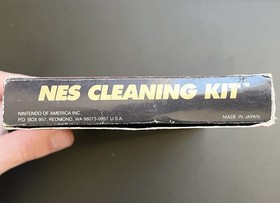 NES CLEANING KIT™
NINTENDO OF AMERICA INC.
P.O. BOX 957, REDMOND, WA 98073-0957 U.S.A.
MADE IN JAPAN